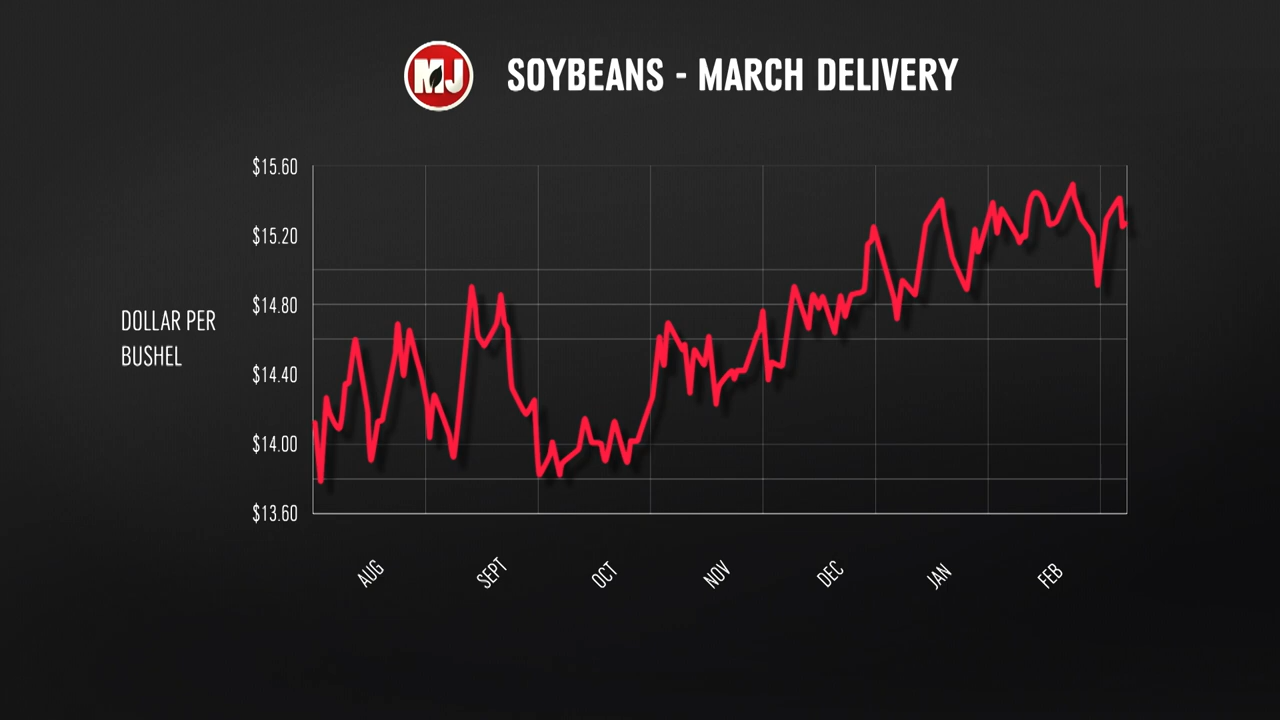 MJ
SOYBEANS - MARCH DELIVERY
$15.60
$15.20
$14.80
$14.40
$14.00
$13.60
DOLLAR PER
BUSHEL
AUG
SEPT
OCT
NOV
DEC
JAN
FEB